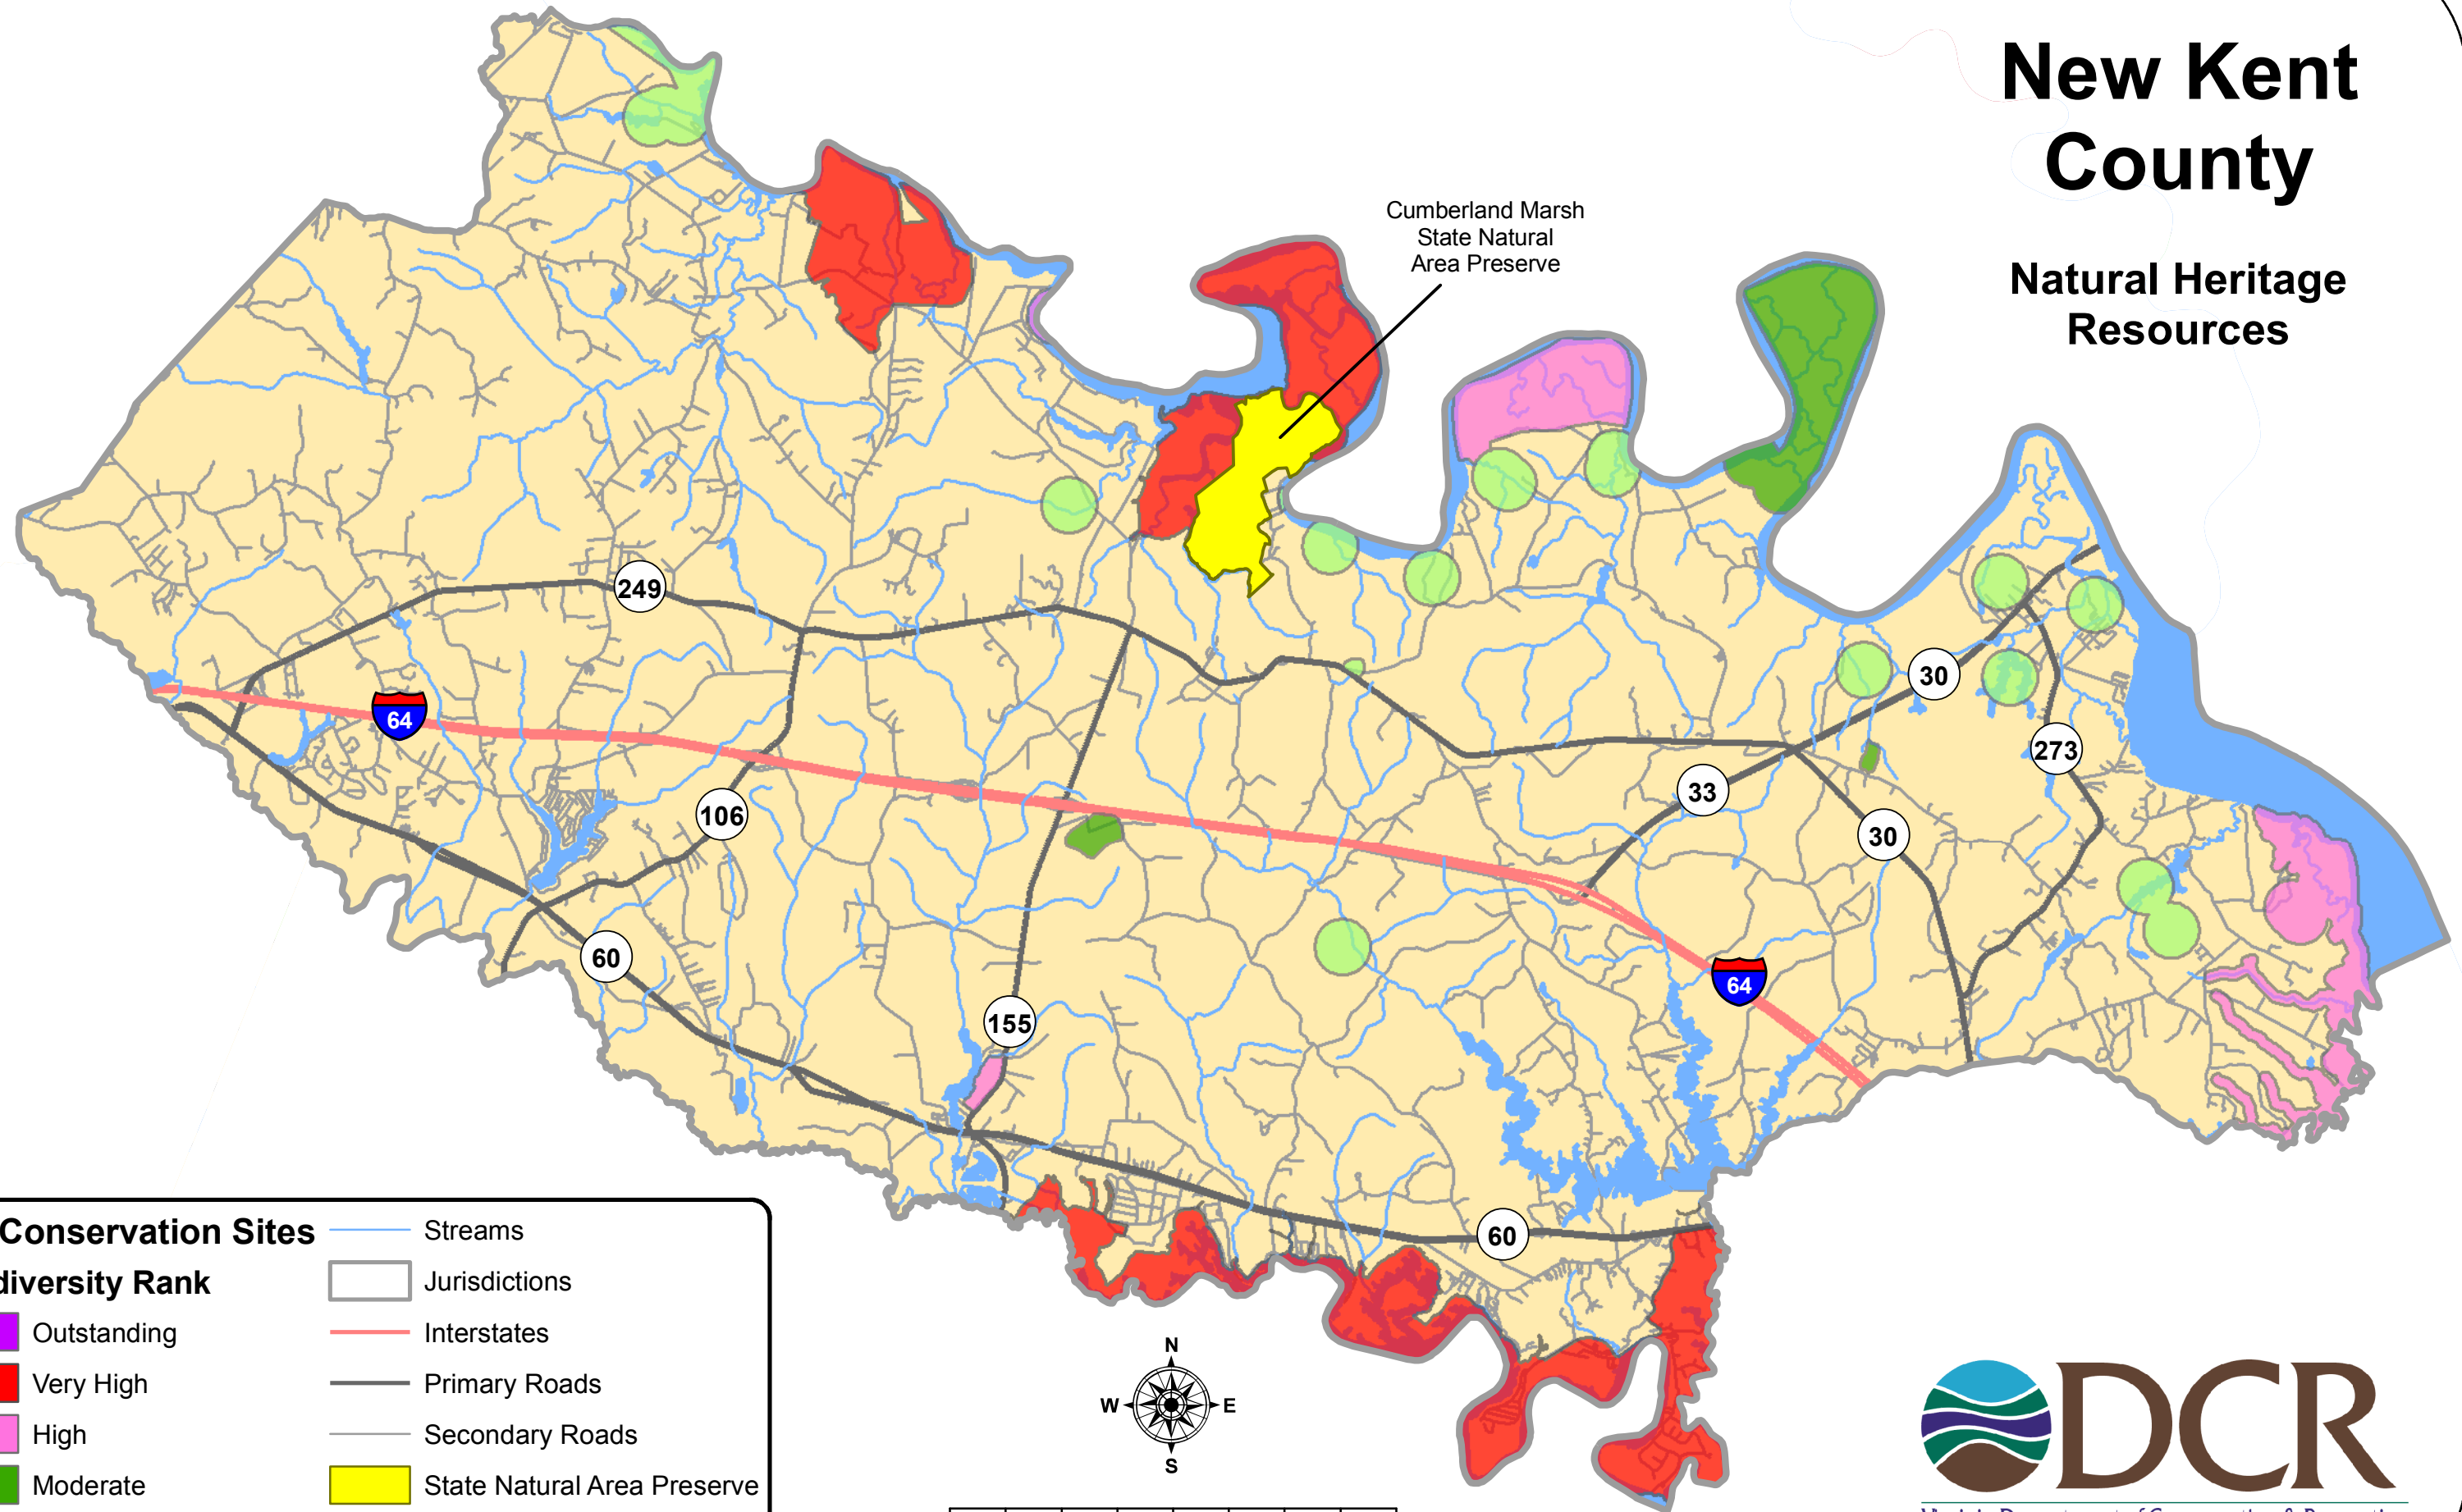 New Kent
County
Natural Heritage
Resources
Cumberland Marsh
State Natural
Area Preserve
249
64
106
60
155
30
33
273
30
64
60
Conservation Sites
diversity Rank
Outstanding
Very High
High
Moderate
Streams
Jurisdictions
Interstates
Primary Roads
Secondary Roads
State Natural Area Preserve
N
W E
S
DCR